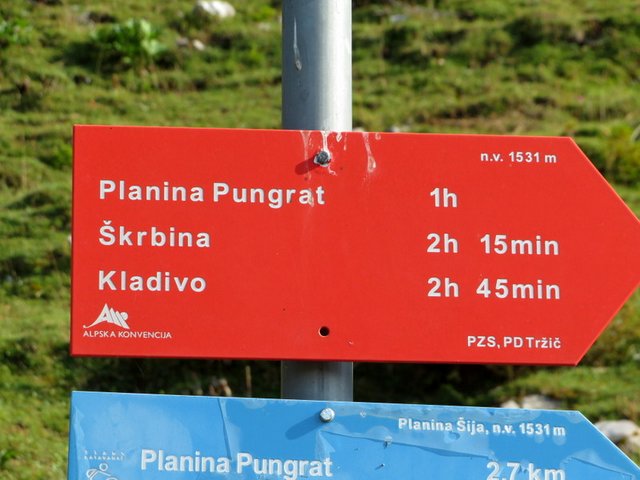 n.v. 1531 m
Planina Pungrat 1h
Škrbina 2h 15min
Kladivo 2h 45min
ALPSKA KONVENCIJA
PZS, PD Tržič
Planina Šija, n.v. 1531 m
Planina Pungrat 2,7 km